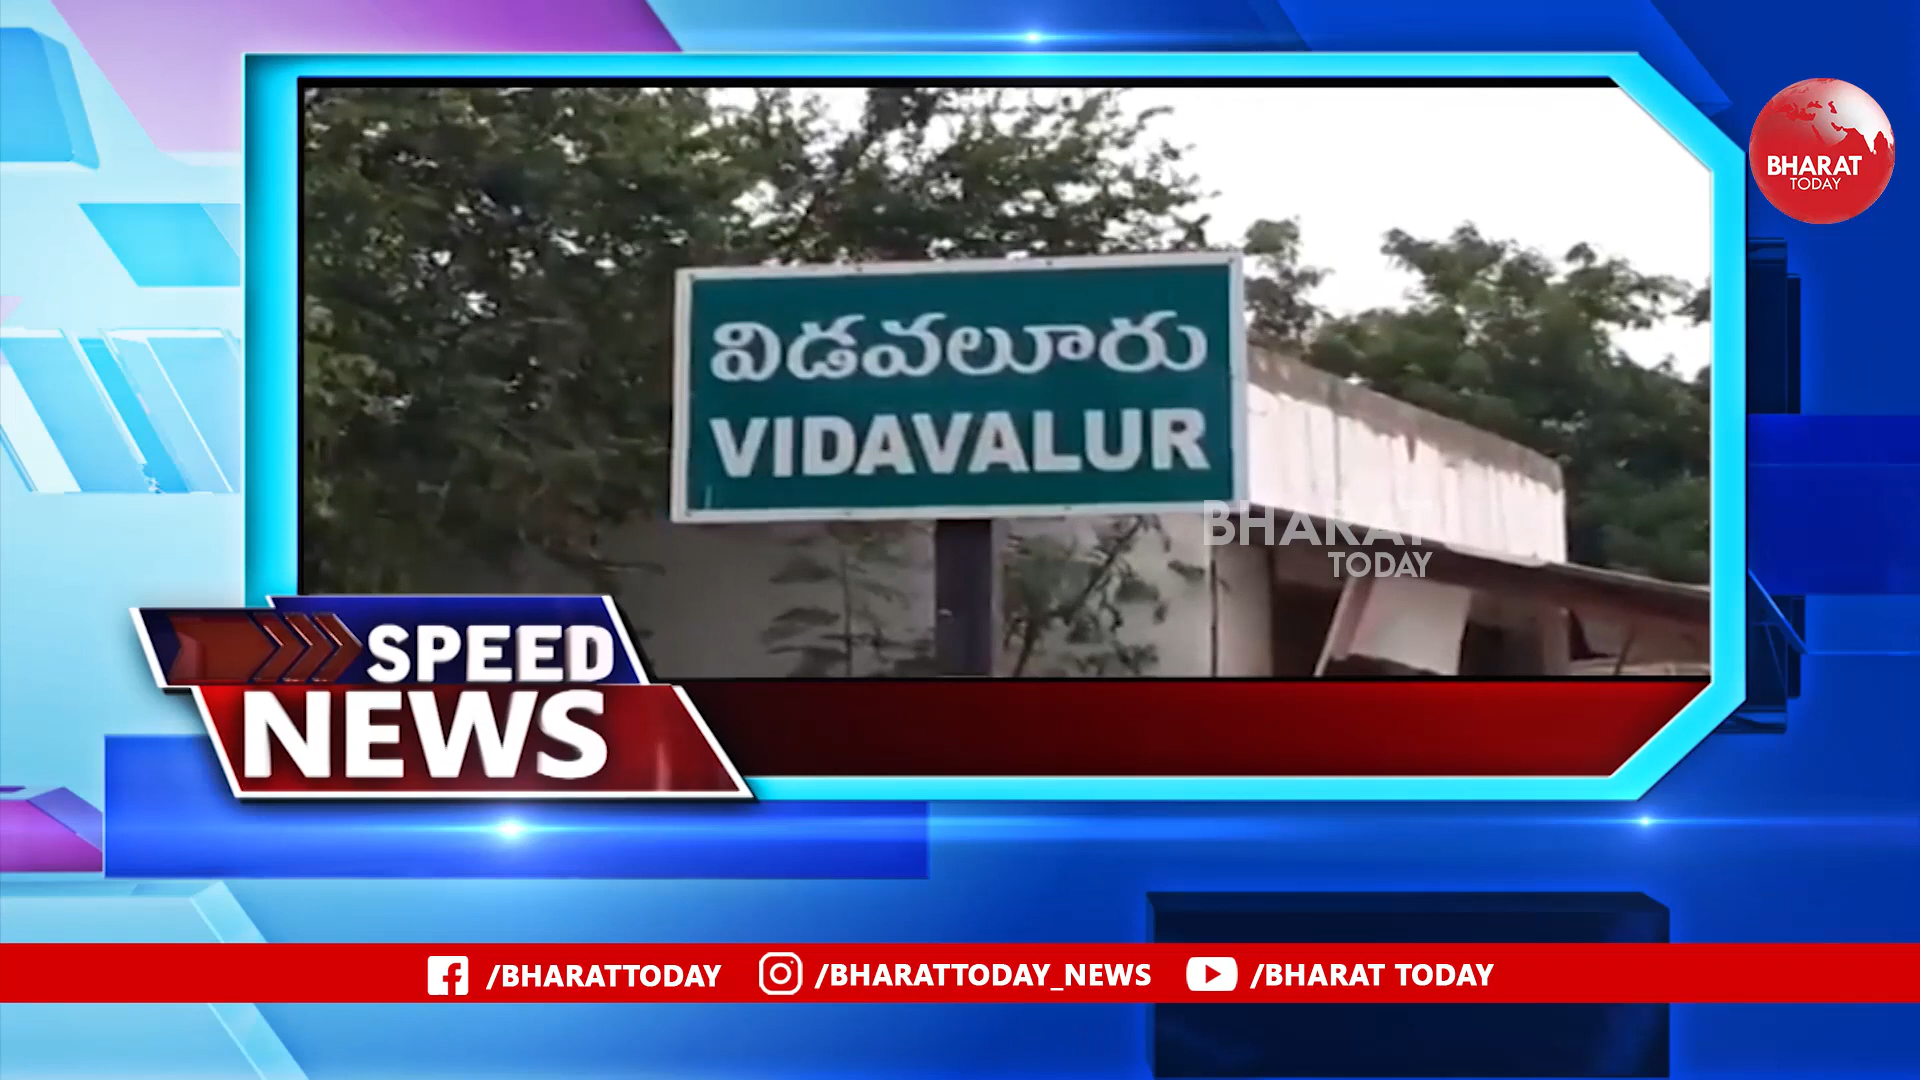 BHARAT
TODAY
విడవలూరు
VIDAVALUR
BHARAT
TODAY
SPEED
NEWS
/BHARATTODAY
/BHARATTODAY_NEWS
/BHARAT TODAY